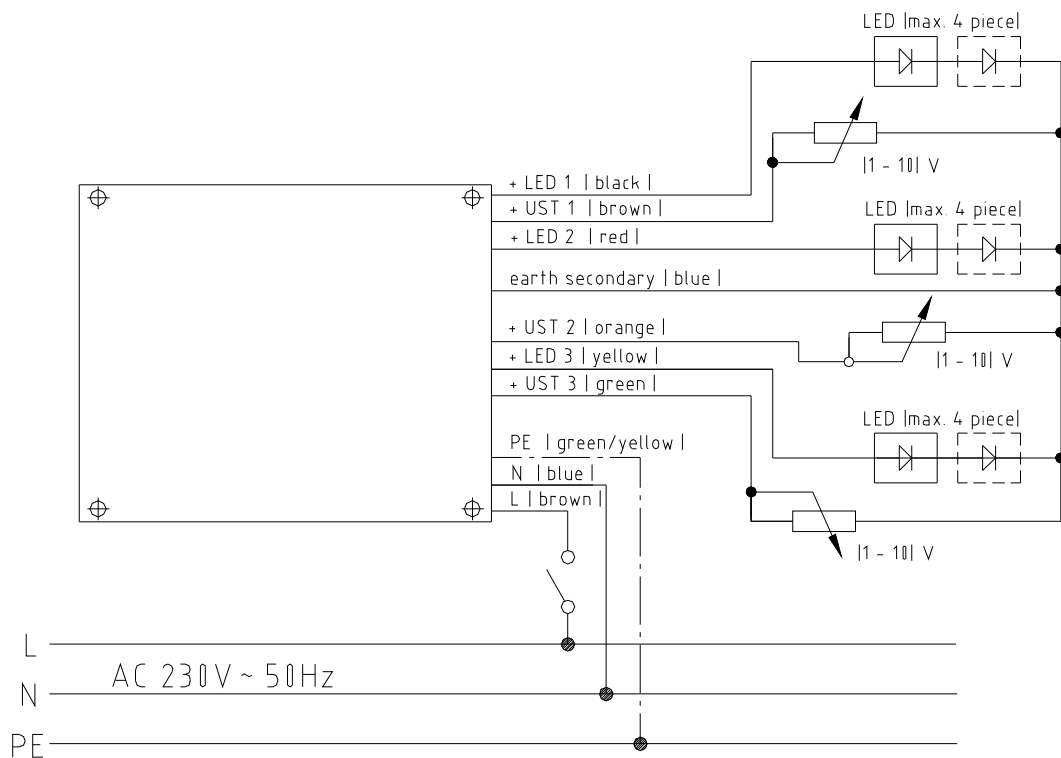 LED |max. 4 piece|
|1 - 10| V
+ LED 1 | black |
+ UST 1 | brown |
LED |max. 4 piece|
+ LED 2 | red |
earth secondary | blue |
+ UST 2 | orange |
+ LED 3 | yellow |
|1 - 10| V
+ UST 3 | green |
LED |max. 4 piece|
PE | green/yellow |
N | blue |
L | brown |
|1 - 10| V
L
AC 230V ~ 50Hz
N
PE